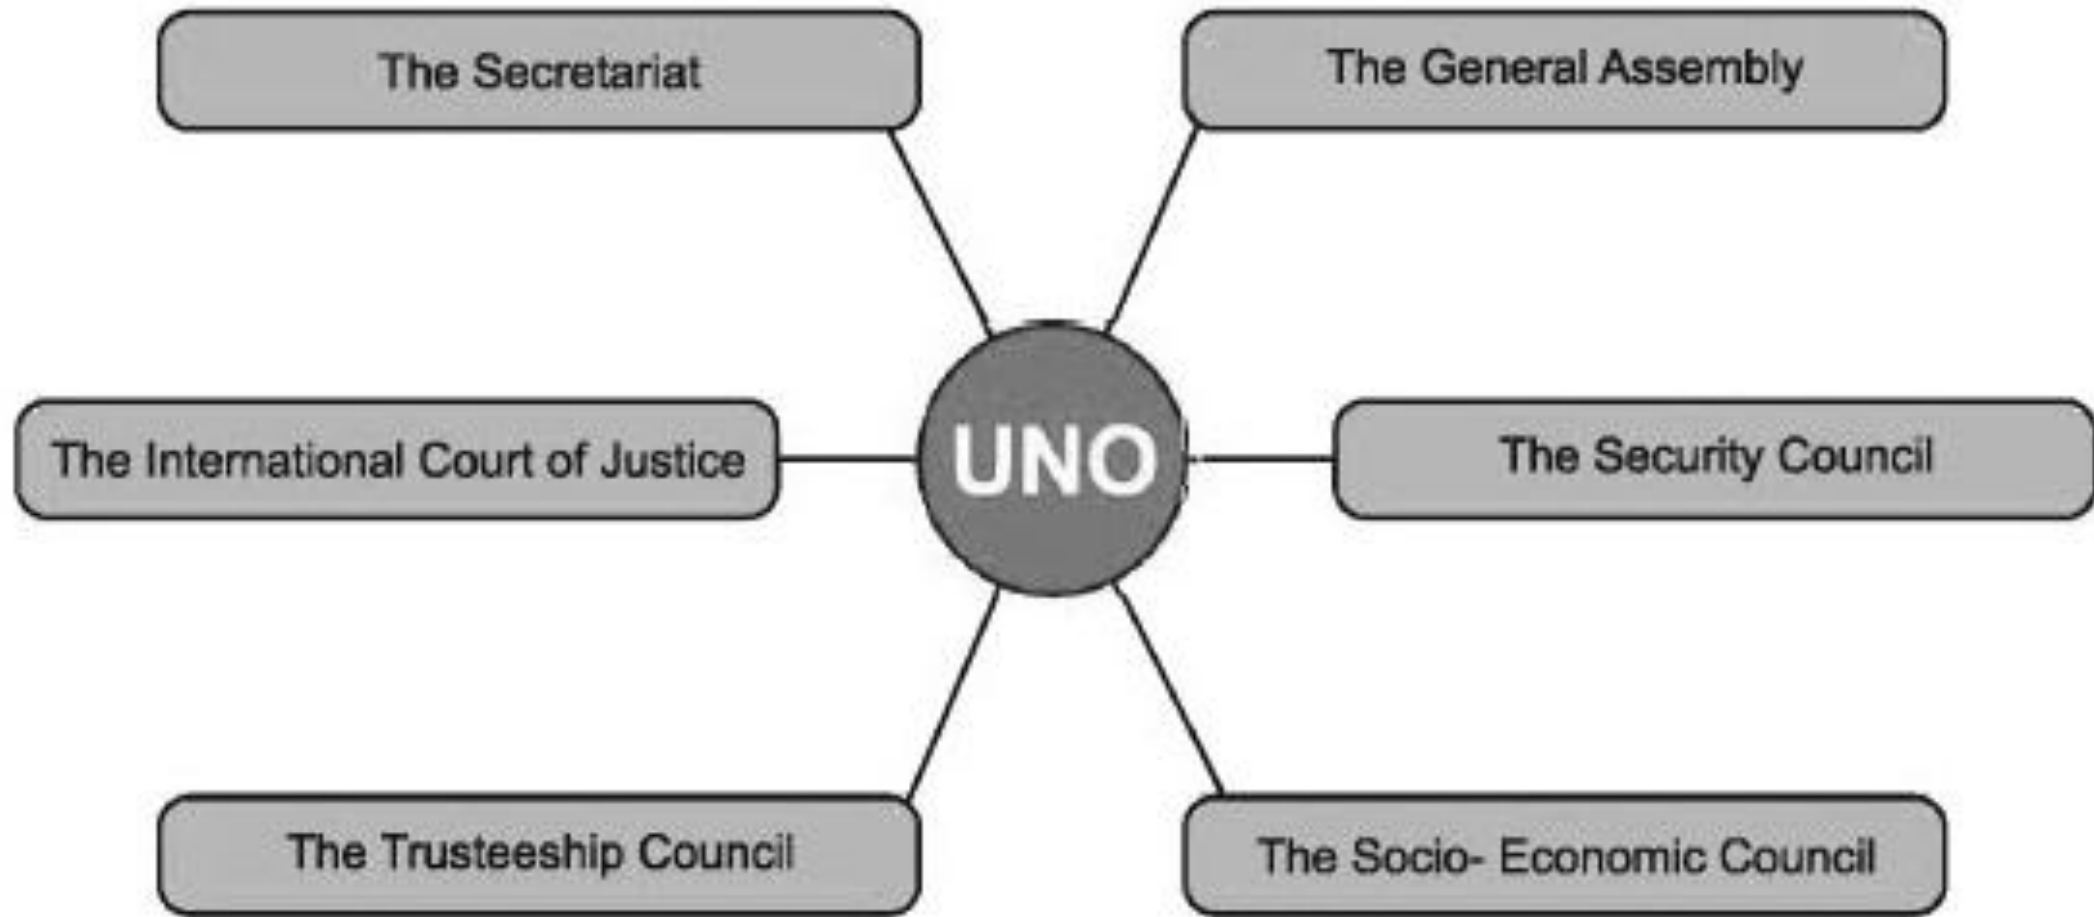 The Secretariat
The General Assembly
The International Court of Justice
UNO
The Security Council
The Trusteeship Council
The Socio- Economic Council